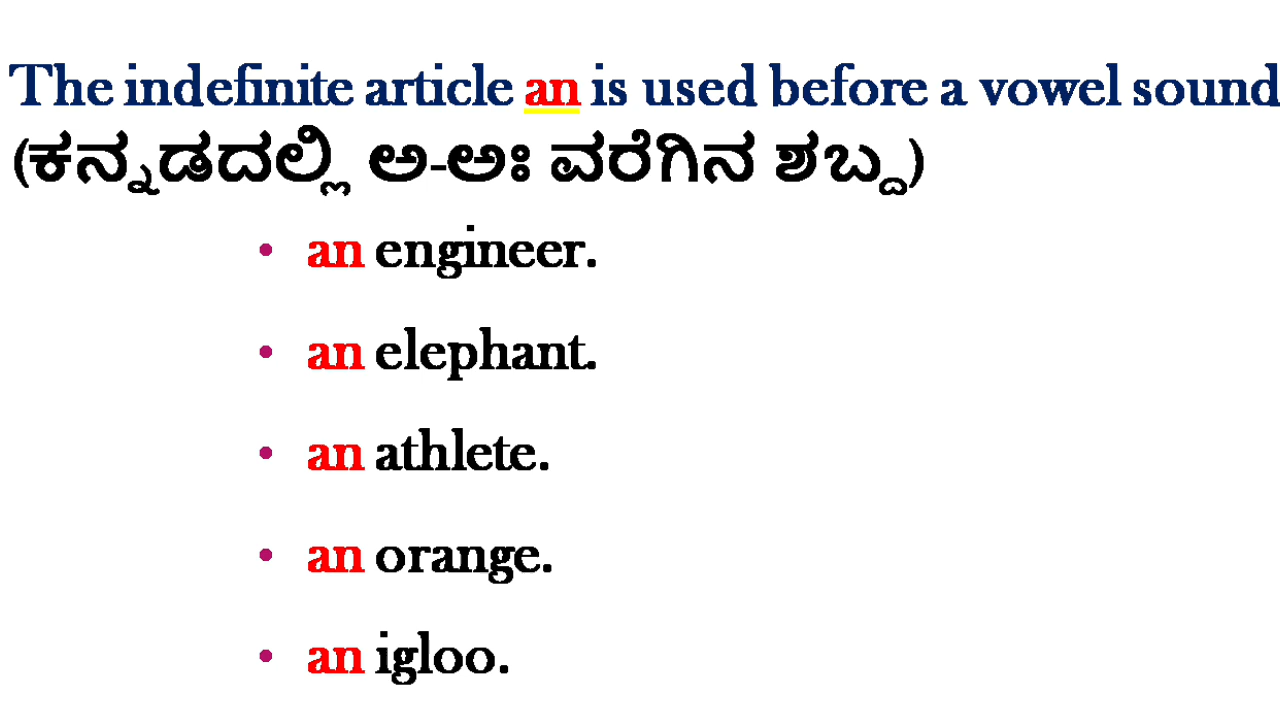 The indefinite article an is used before a vowel sound
(ಕನ್ನಡದಲ್ಲಿ ಅ-ಅಃ ವರೆಗಿನ ಶಬ್ದ)
• an engineer.
• an elephant.
• an athlete.
• an orange.
• an igloo.